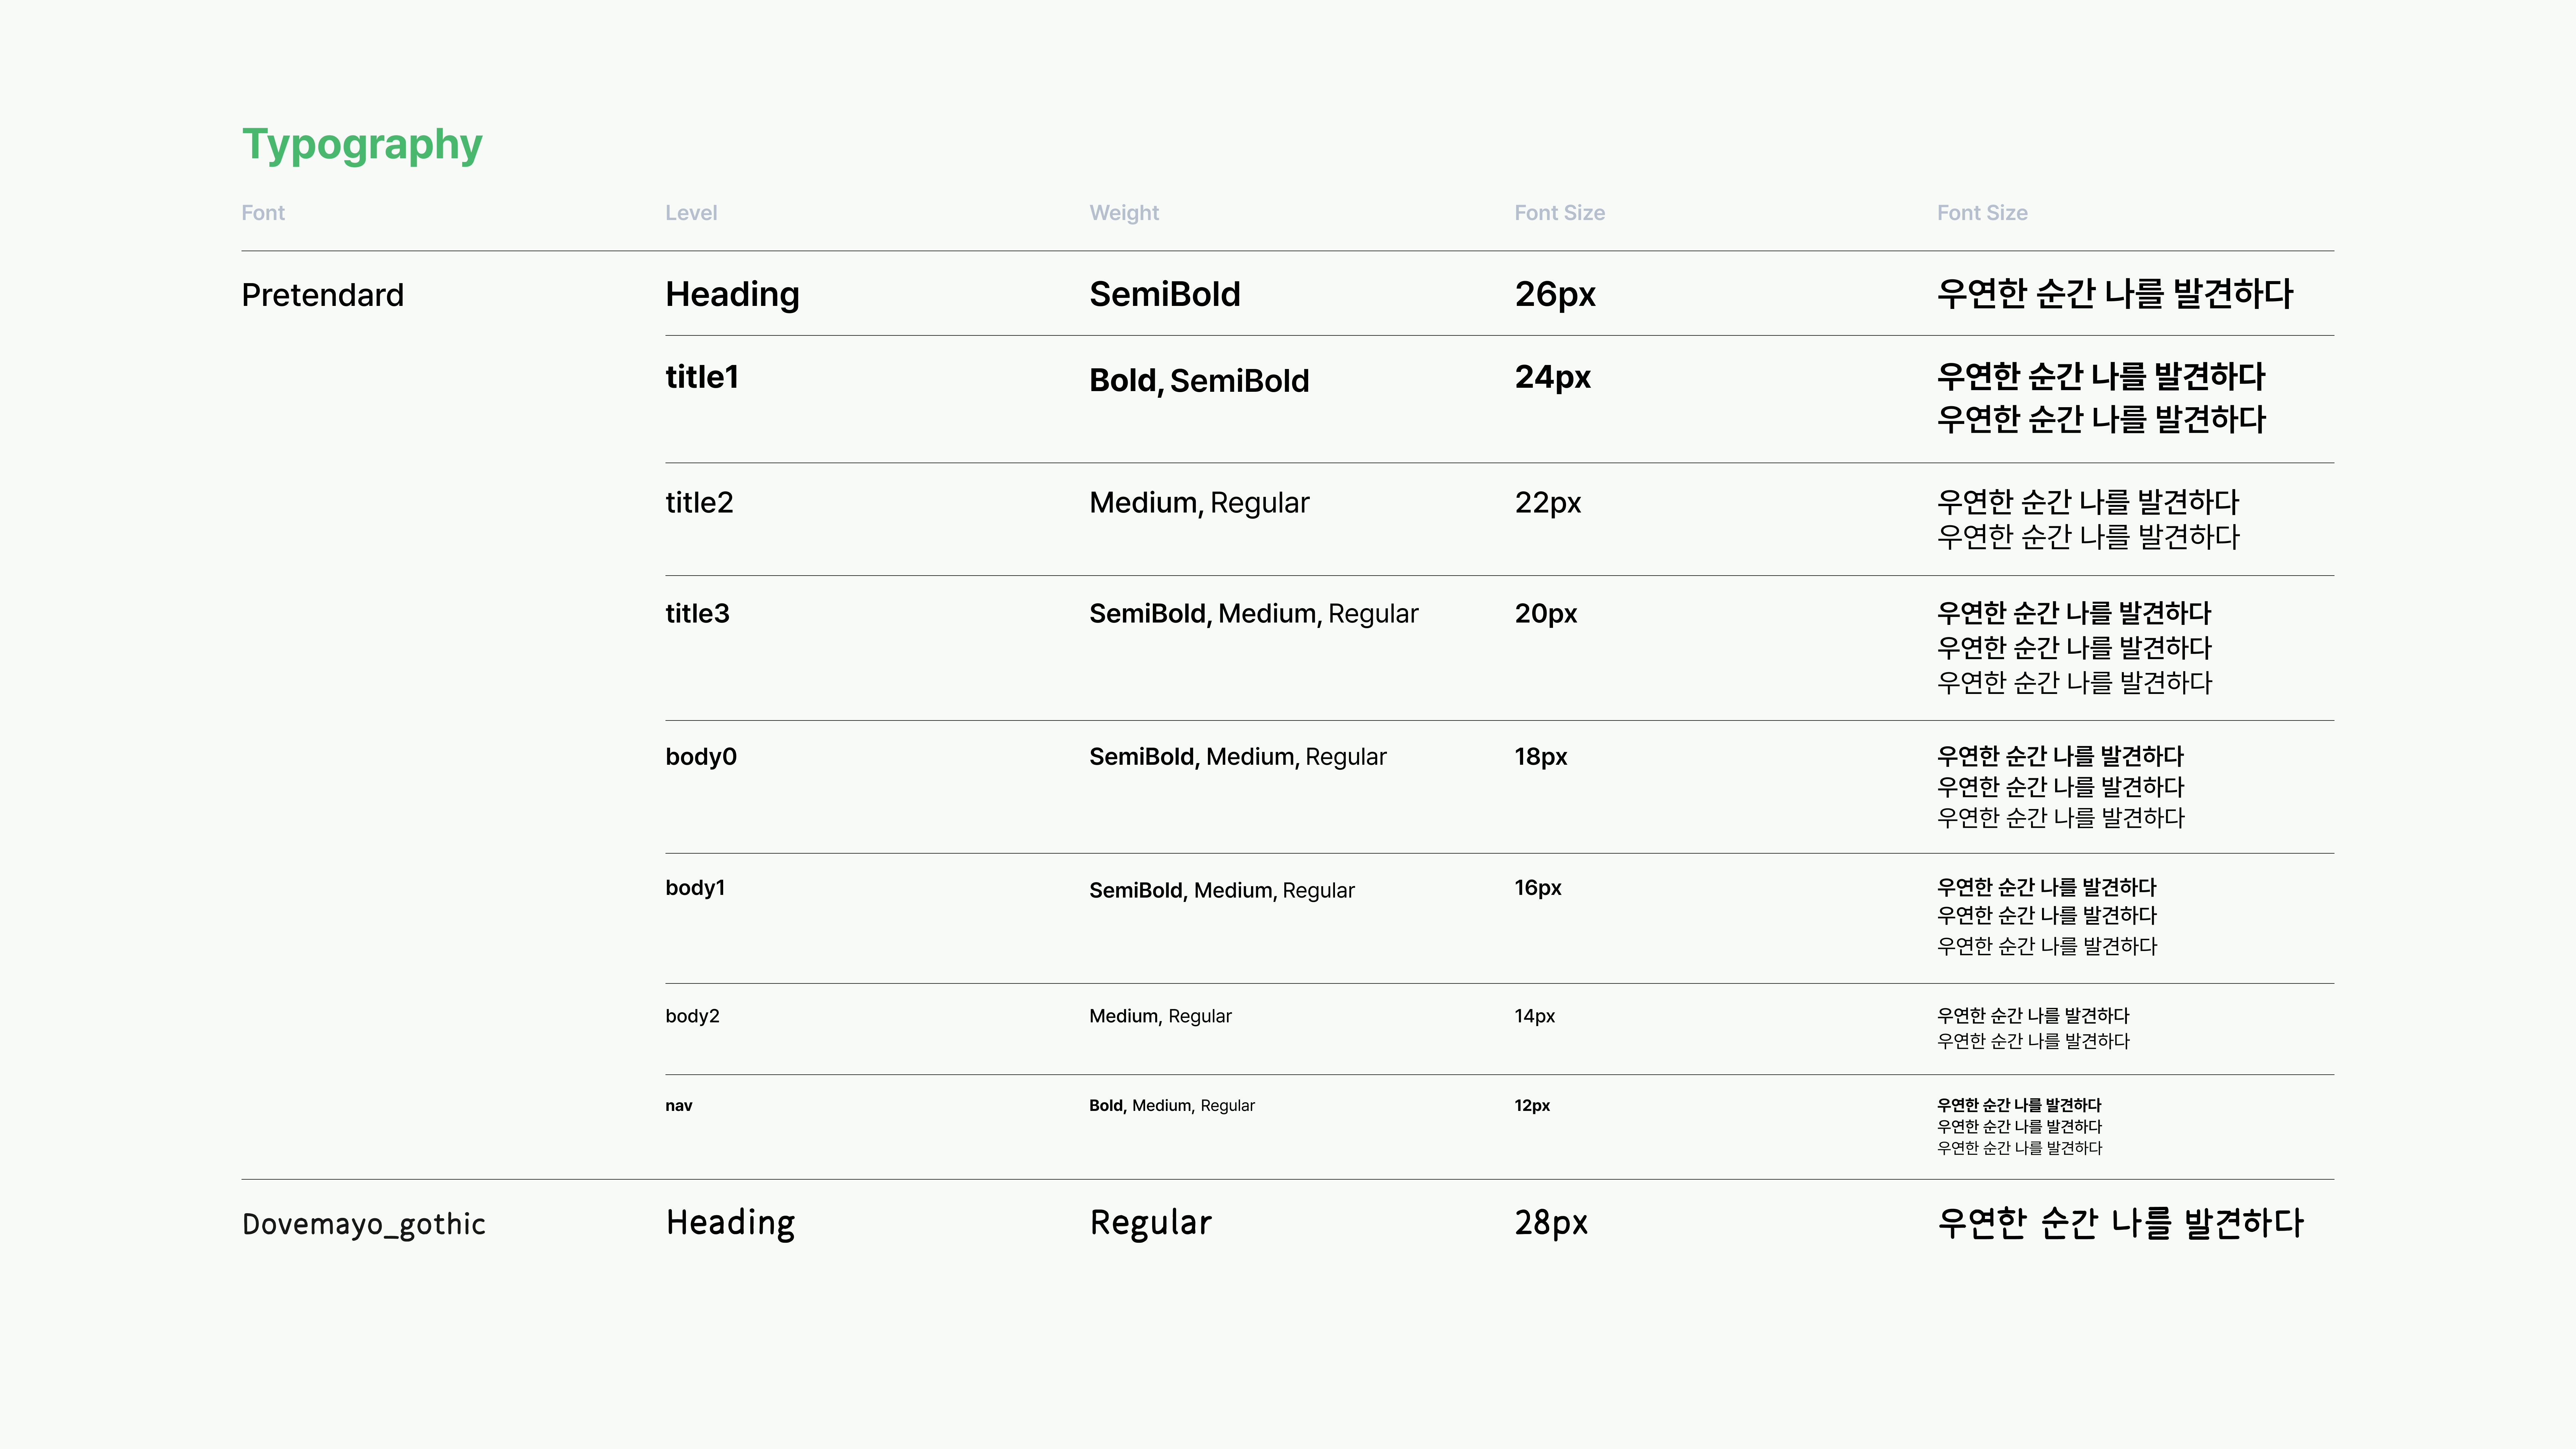 Typography
Font Level Weight Font Size Font Size
Pretendard Heading SemiBold 26px 우연한 순간 나를 발견하다
title1 Bold, SemiBold 24px 우연한 순간 나를 발견하다
우연한 순간 나를 발견하다
title2 Medium, Regular 22px 우연한 순간 나를 발견하다
우연한 순간 나를 발견하다
title3 SemiBold, Medium, Regular 20px 우연한 순간 나를 발견하다
우연한 순간 나를 발견하다
우연한 순간 나를 발견하다
body0 SemiBold, Medium, Regular 18px 우연한 순간 나를 발견하다
우연한 순간 나를 발견하다
우연한 순간 나를 발견하다
body1 SemiBold, Medium, Regular 16px 우연한 순간 나를 발견하다
우연한 순간 나를 발견하다
우연한 순간 나를 발견하다
body2 Medium, Regular 14px 우연한 순간 나를 발견하다
우연한 순간 나를 발견하다
nav Bold, Medium, Regular 12px 우연한 순간 나를 발견하다
우연한 순간 나를 발견하다
우연한 순간 나를 발견하다
Dovemayo_gothic Heading Regular 28px 우연한 순간 나를 발견하다